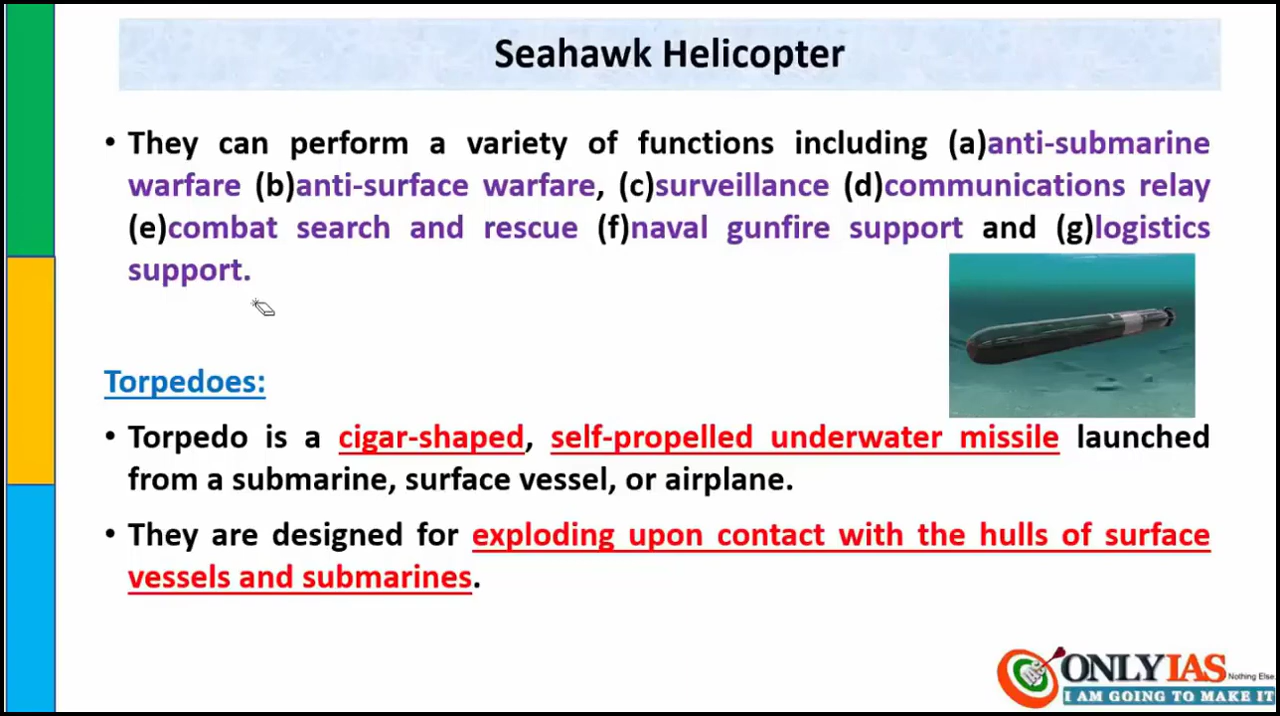 Seahawk Helicopter
• They can perform a variety of functions including (a)anti-submarine
warfare (b)anti-surface warfare, (c)surveillance (d)communications relay
(e)combat search and rescue (f)naval gunfire support and (g)logistics
support.
Torpedoes:
• Torpedo is a cigar-shaped, self-propelled underwater missile launched
from a submarine, surface vessel, or airplane.
• They are designed for exploding upon contact with the hulls of surface
vessels and submarines.
ONLYIAS Nothing Else
I AM GOING TO MAKE IT